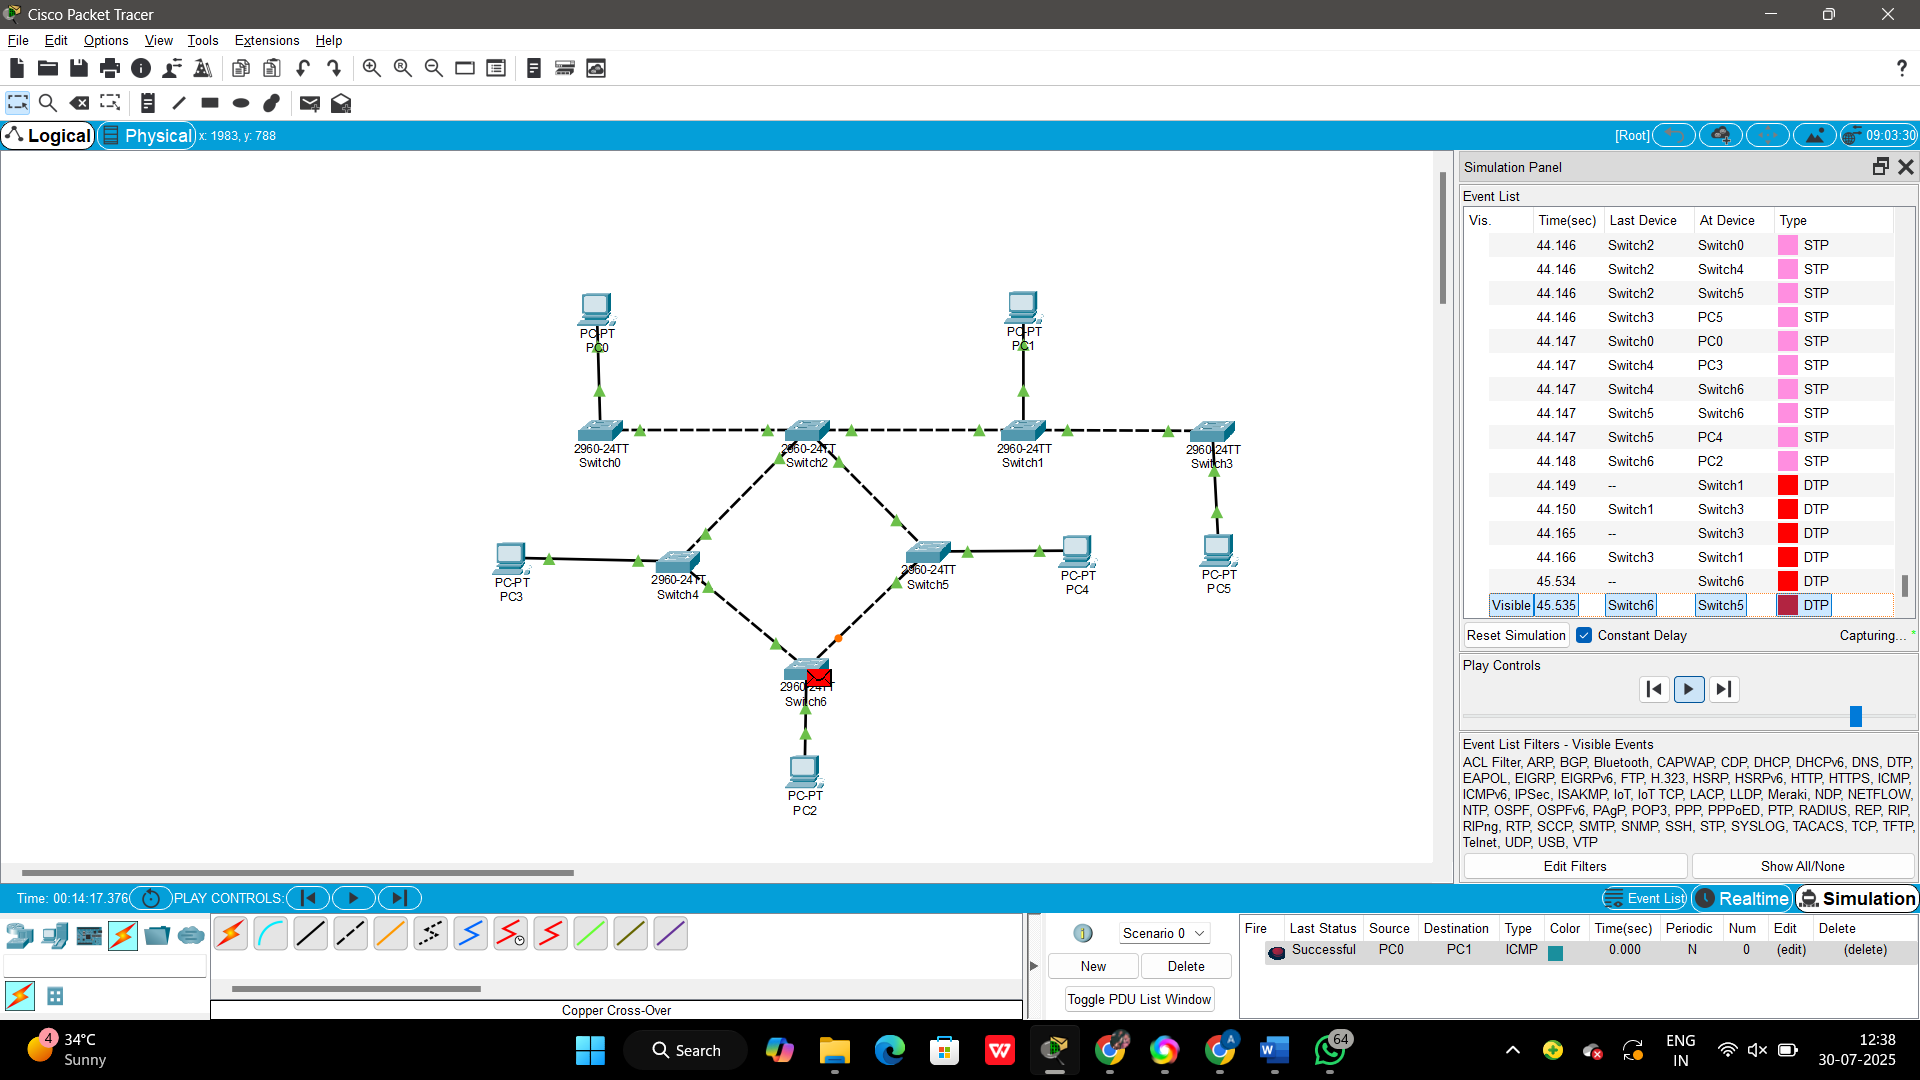 Cisco Packet Tracer
File Edit Options View Tools Extensions Help
Logical Physical x: 1983, y: 788
[Root] 09:03:30
PC-PT
PC0
PC-PT
PC1
2960-24TT
Switch0
2960-24TT
Switch2
2960-24TT
Switch1
2960-24TT
Switch3
PC-PT
PC3
2960-24TT
Switch4
2960-24TT
Switch5
PC-PT
PC4
PC-PT
PC5
2960-24TT
Switch6
PC-PT
PC2
Simulation Panel
Event List
Vis. Time(sec) Last Device At Device Type
44.146 Switch2 Switch0 STP
44.146 Switch2 Switch4 STP
44.146 Switch2 Switch5 STP
44.146 Switch3 PC5 STP
44.147 Switch0 PC0 STP
44.147 Switch4 PC3 STP
44.147 Switch4 Switch6 STP
44.147 Switch5 Switch6 STP
44.147 Switch5 PC4 STP
44.148 Switch6 PC2 STP
44.149 -- Switch1 DTP
44.150 Switch1 Switch3 DTP
44.165 -- Switch3 DTP
44.166 Switch3 Switch1 DTP
45.534 -- Switch6 DTP
Visible 45.535 Switch6 Switch5 DTP
Reset Simulation Constant Delay Capturing... *
Play Controls
Event List Filters - Visible Events
ACL Filter, ARP, BGP, Bluetooth, CAPWAP, CDP, DHCP, DHCPv6, DNS, DTP,
EAPOL, EIGRP, EIGRPv6, FTP, H.323, HSRP, HSRPv6, HTTP, HTTPS, ICMP,
ICMPv6, IPSec, ISAKMP, IoT, IoT TCP, LACP, LLDP, Meraki, NDP, NETFLOW,
NTP, OSPF, OSPFv6, PAgP, POP3, PPP, PPPoED, PTP, RADIUS, REP, RIP,
RIPng, RTP, SCCP, SMTP, SNMP, SSH, STP, SYSLOG, TACACS, TCP, TFTP,
Telnet, UDP, USB, VTP
Edit Filters Show All/None
Time: 00:14:17.376 PLAY CONTROLS: Event List Realtime Simulation
Scenario 0
New Delete
Toggle PDU List Window
Fire Last Status Source Destination Type Color Time(sec) Periodic Num Edit Delete
Successful PC0 PC1 ICMP 0.000 N 0 (edit) (delete)
Copper Cross-Over
4 34°C
Sunny
Search
64
ENG
IN
12:38
30-07-2025